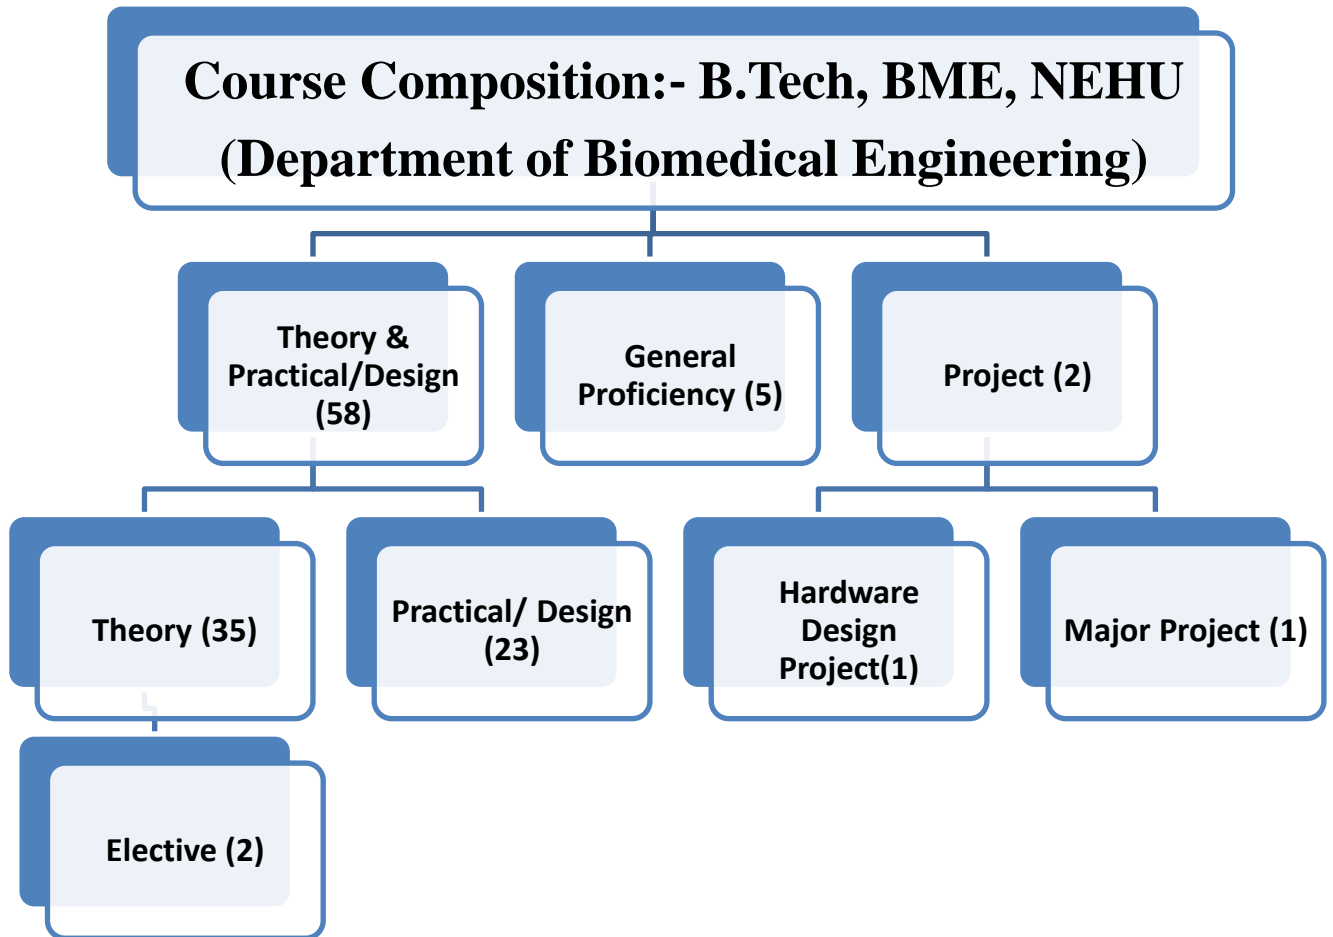 Course Composition:- B.Tech, BME, NEHU
(Department of Biomedical Engineering)
Theory &
Practical/Design
(58)
General
Proficiency (5)
Project (2)
Theory (35)
Practical/ Design
(23)
Hardware
Design
Project(1)
Major Project (1)
Elective (2)